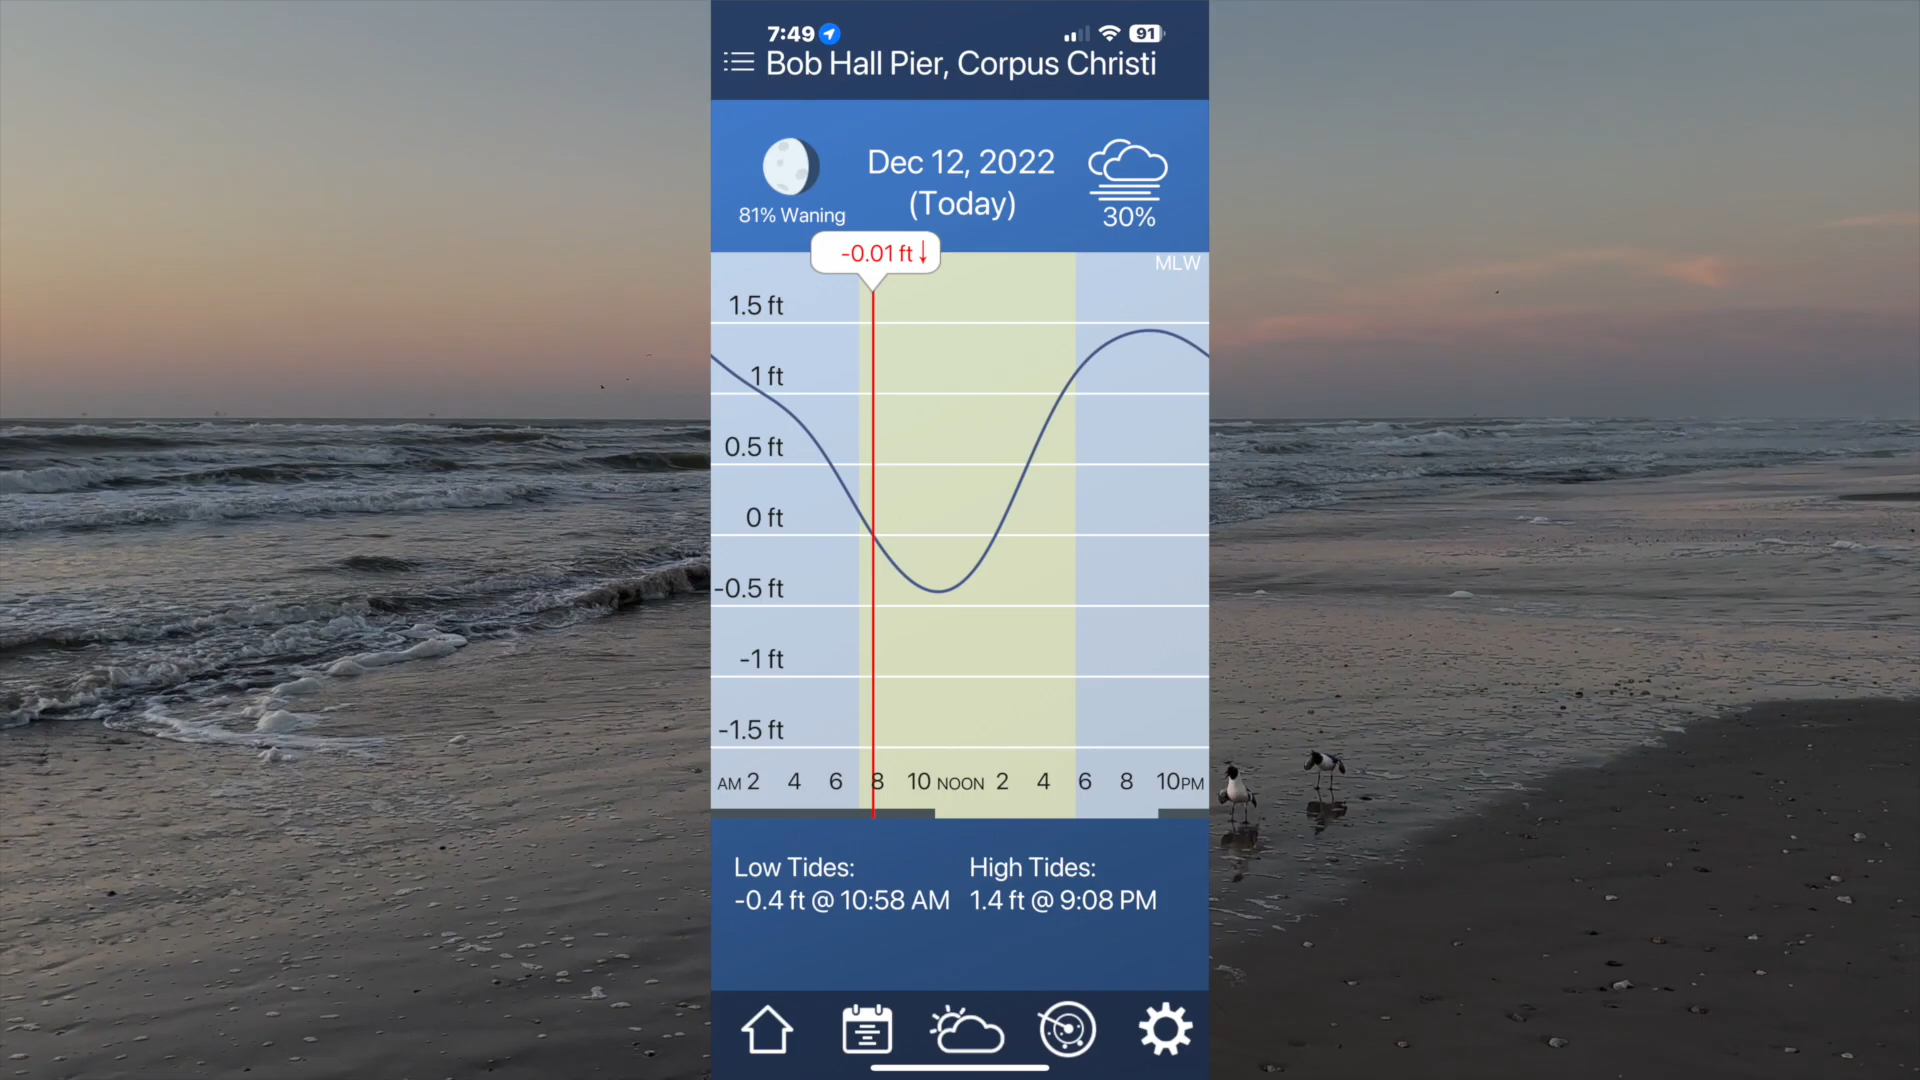 7:49
91
Bob Hall Pier, Corpus Christi
Dec 12, 2022
(Today)
81% Waning
30%
-0.01 ft↓
MLW
1.5 ft
1 ft
0.5 ft
0 ft
-0.5 ft
-1 ft
-1.5 ft
AM 2 4 6 8 10 NOON 2 4 6 8 10 PM
Low Tides:
-0.4 ft @ 10:58 AM
High Tides:
1.4 ft @ 9:08 PM